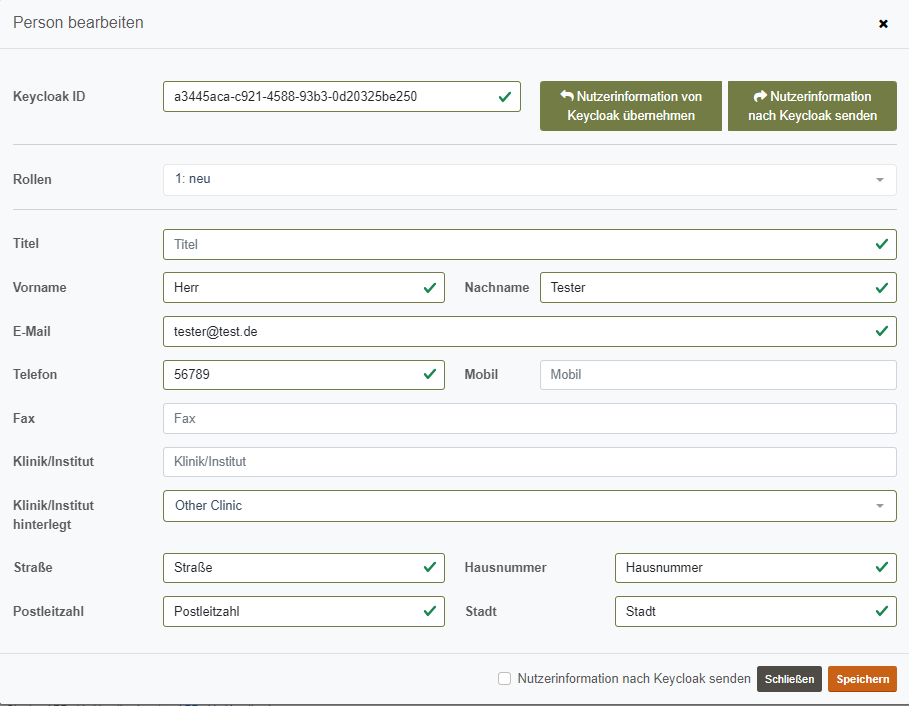 Person bearbeiten
Keycloak ID
a3445aca-c921-4588-93b3-0d20325be250
Nutzerinformation von
Keycloak übernehmen
Nutzerinformation
nach Keycloak senden
Rollen
1: neu
Titel
Titel
Vorname
Herr
Nachname
Tester
E-Mail
tester@test.de
Telefon
56789
Mobil
Mobil
Fax
Fax
Klinik/Institut
Klinik/Institut
Klinik/Institut
hinterlegt
Other Clinic
Straße
Straße
Hausnummer
Hausnummer
Postleitzahl
Postleitzahl
Stadt
Stadt
Nutzerinformation nach Keycloak senden
Schließen
Speichern